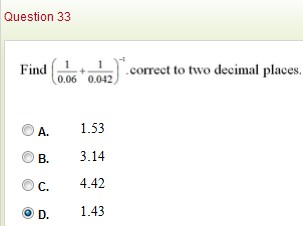 Question 33
Find (1/0.06 + 1/0.042)^-1 .correct to two decimal places.
A. 1.53
B. 3.14
C. 4.42
D. 1.43